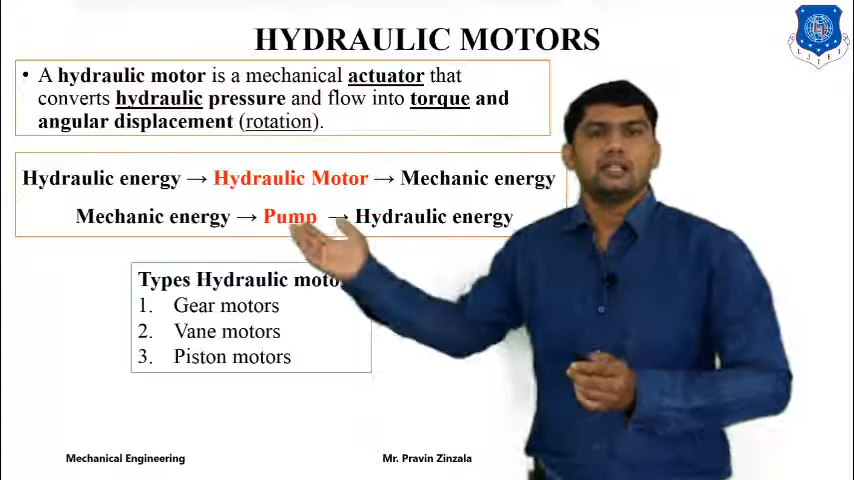 HYDRAULIC MOTORS
• A hydraulic motor is a mechanical actuator that
converts hydraulic pressure and flow into torque and
angular displacement (rotation).
Hydraulic energy → Hydraulic Motor → Mechanic energy
Mechanic energy → Pump → Hydraulic energy
Types Hydraulic moto
1. Gear motors
2. Vane motors
3. Piston motors
Mechanical Engineering
Mr. Pravin Zinzala